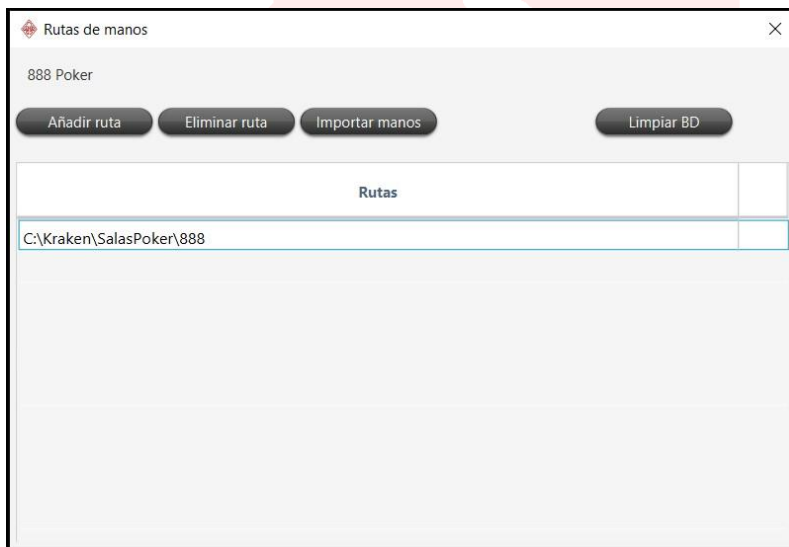 Rutas de manos
888 Poker
Añadir ruta Eliminar ruta Importar manos Limpiar BD
Rutas
C:\Kraken\SalasPoker\888